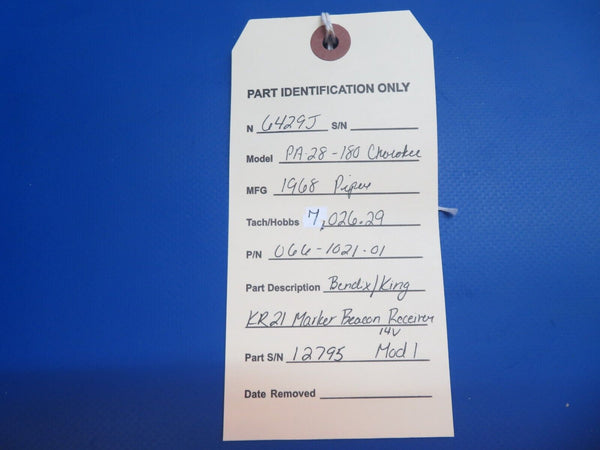 PART IDENTIFICATION ONLY
N 6429J S/N
Model PA-28-180 Cherokee
MFG 1968 Piper
Tach/Hobbs 7,026.29
P/N 066-1021-01
Part Description Bendix/King
KR21 Marker Beacon Receiver
14V
Part S/N 12795 Mod 1
Date Removed